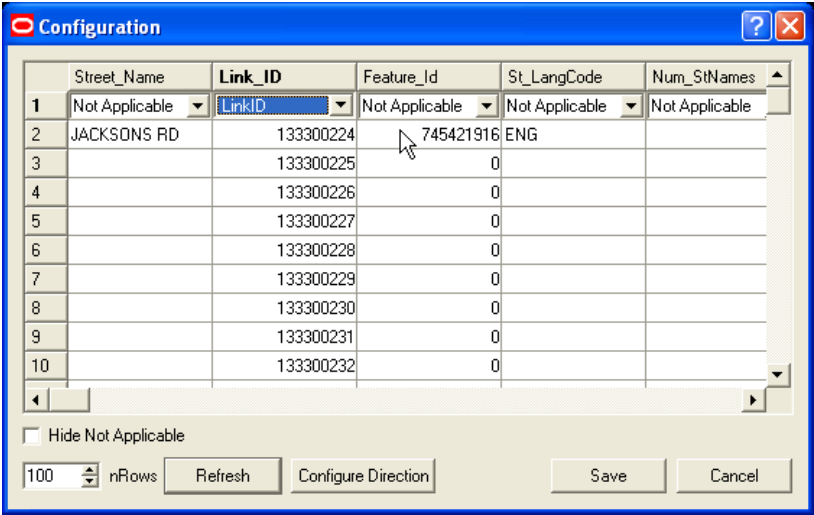 Configuration
Street_Name Link_ID Feature_Id St_LangCode Num_StNames
1 Not Applicable LinkID Not Applicable Not Applicable Not Applicable
2 JACKSONS RD 133300224 745421916 ENG
3 133300225 0
4 133300226 0
5 133300227 0
6 133300228 0
7 133300229 0
8 133300230 0
9 133300231 0
10 133300232 0
Hide Not Applicable
100 nRows Refresh Configure Direction Save Cancel